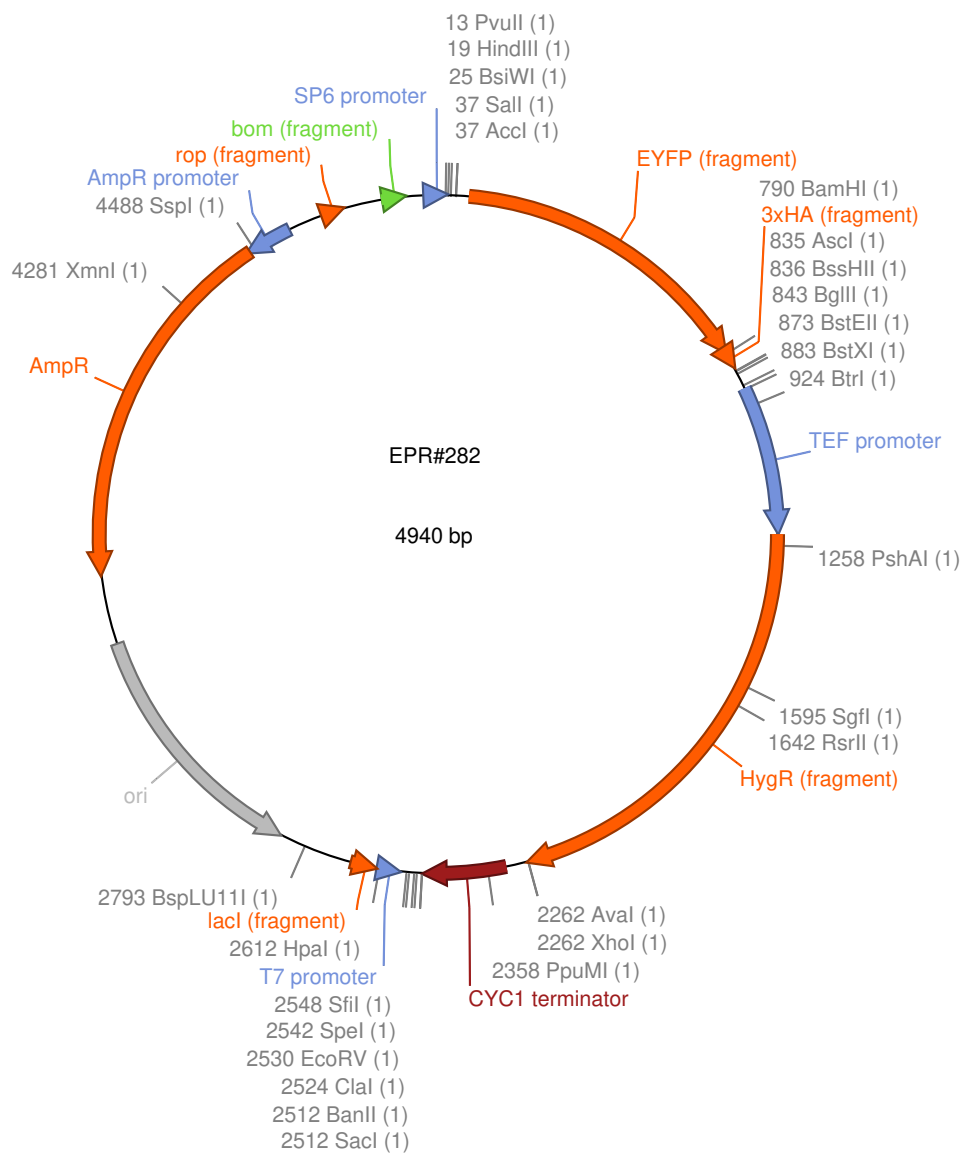 13 PvuII (1)
19 HindIII (1)
25 BsiWI (1)
37 SalI (1)
37 AccI (1)
SP6 promoter
bom (fragment)
rop (fragment)
AmpR promoter
4488 SspI (1)
4281 XmnI (1)
AmpR
EYFP (fragment)
790 BamHI (1)
3xHA (fragment)
835 AscI (1)
836 BssHII (1)
843 BglII (1)
873 BstEII (1)
883 BstXI (1)
924 BtrI (1)
TEF promoter
EPR#282
4940 bp
1258 PshAI (1)
1595 SgfI (1)
1642 RsrII (1)
HygR (fragment)
ori
2793 BspLU11I (1)
lacI (fragment)
2612 HpaI (1)
T7 promoter
2548 SfiI (1)
2542 SpeI (1)
2530 EcoRV (1)
2524 ClaI (1)
2512 BanII (1)
2512 SacI (1)
2262 AvaI (1)
2262 XhoI (1)
2358 PpuMI (1)
CYC1 terminator